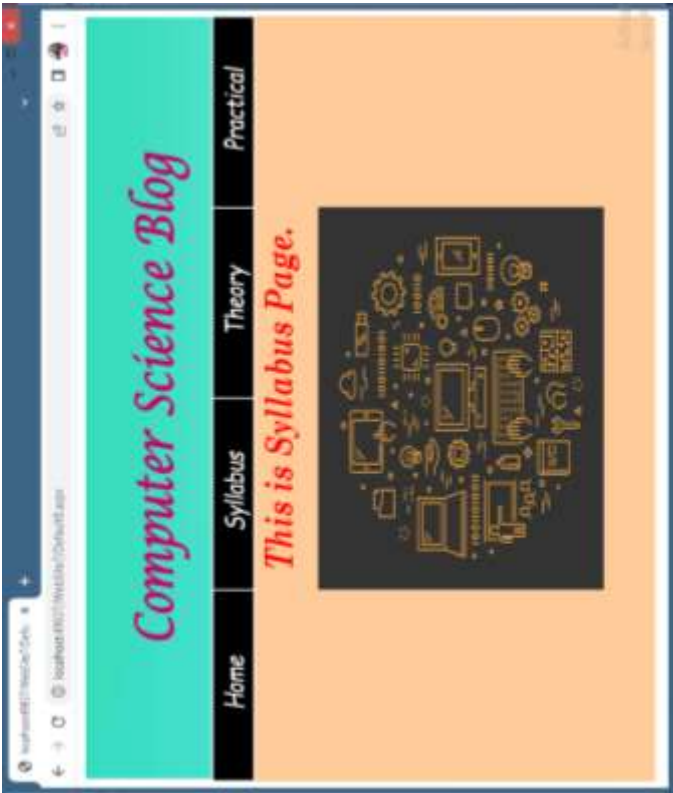 Computer Science Blog
Home Syllabus Theory Practical
This is Syllabus Page.